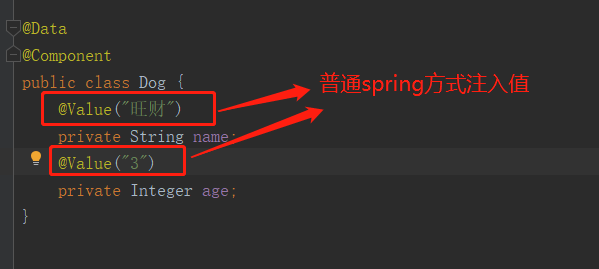 @Data
@Component
public class Dog {
@Value("旺财")
普通spring方式注入值
private String name;
@Value("3")
private Integer age;
}